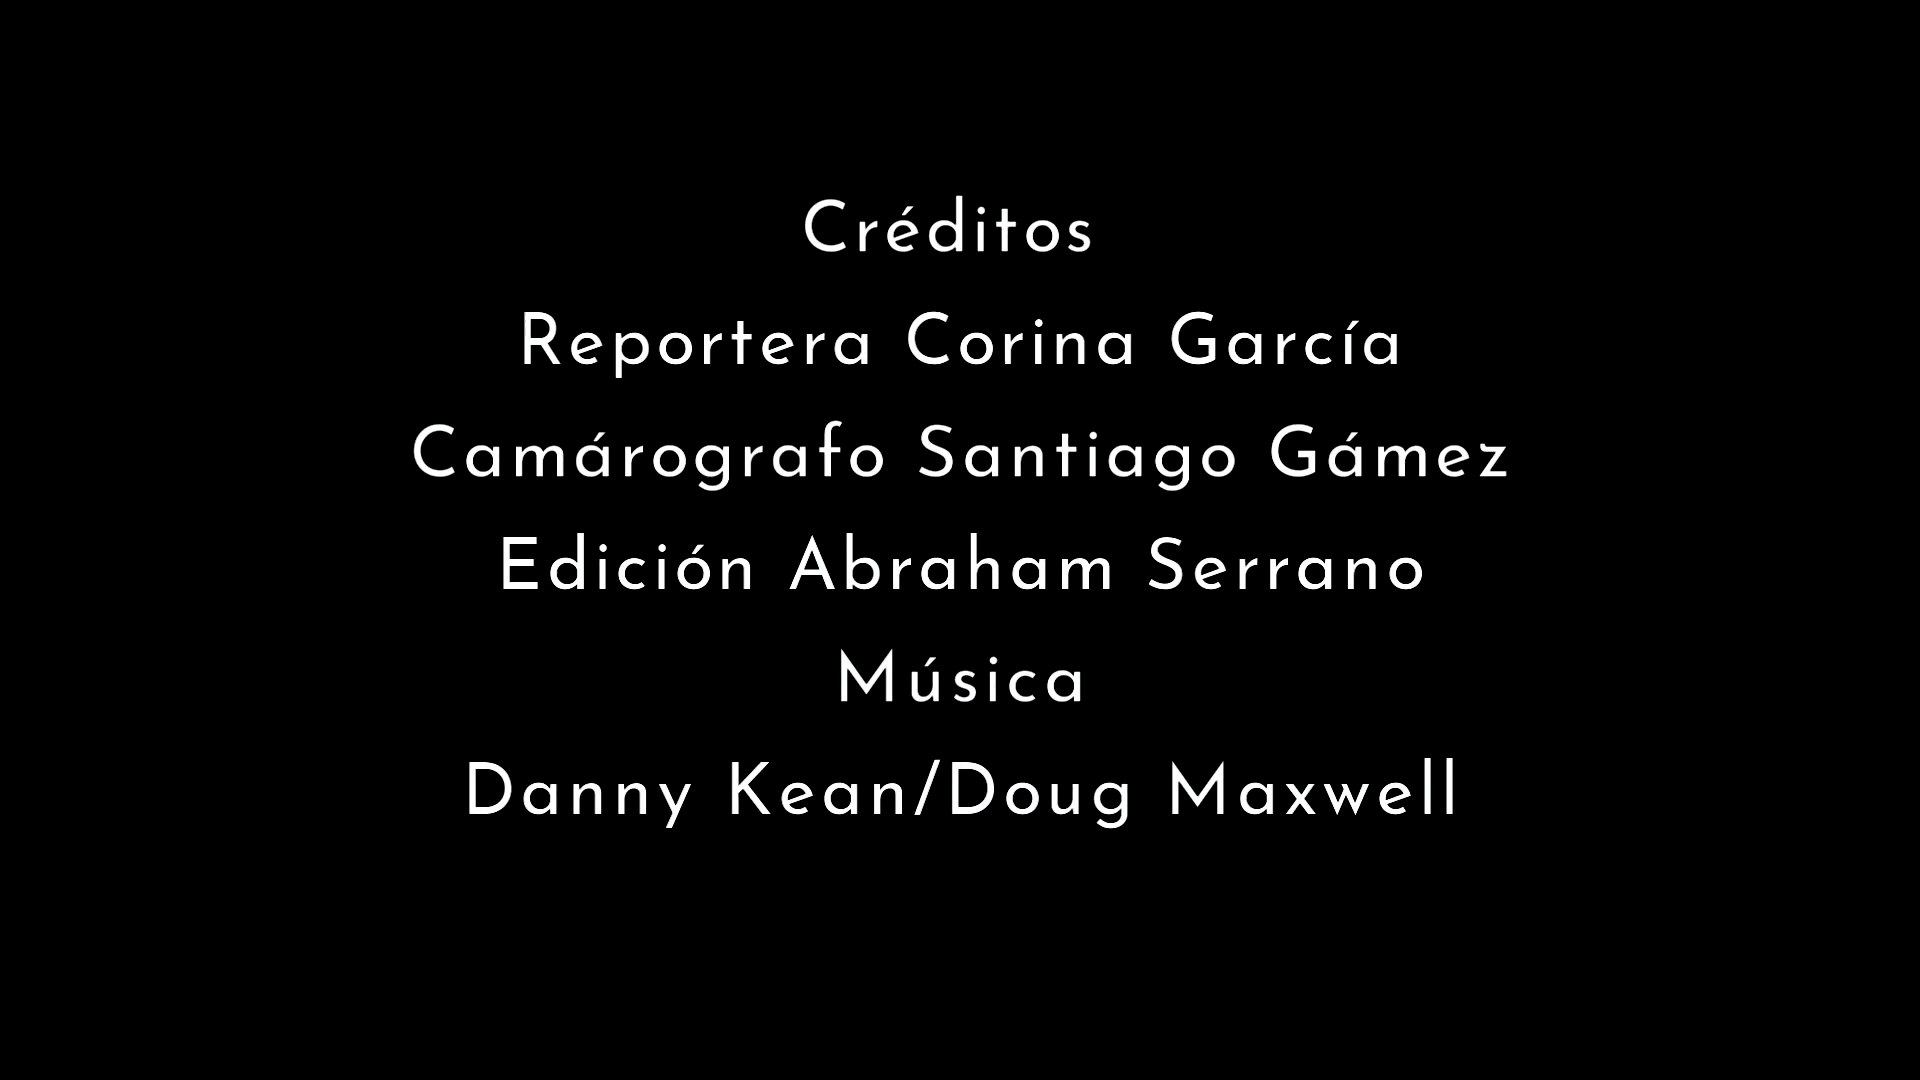 Créditos
Reportera Corina García
Camárografo Santiago Gámez
Edición Abraham Serrano
Música
Danny Kean/Doug Maxwell